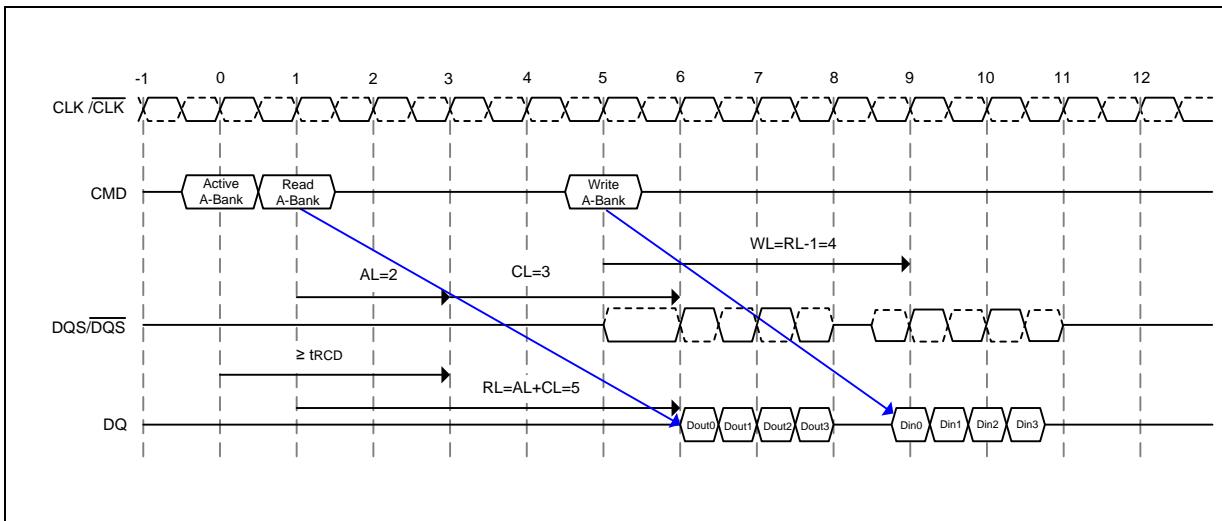 -1 0 1 2 3 4 5 6 7 8 9 10 11 12
CLK /CLK
CMD
Active
A-Bank
Read
A-Bank
Write
A-Bank
WL=RL-1=4
AL=2
CL=3
DQS/DQS
≥ tRCD
RL=AL+CL=5
DQ
Dout0 Dout1 Dout2 Dout3 Din0 Din1 Din2 Din3